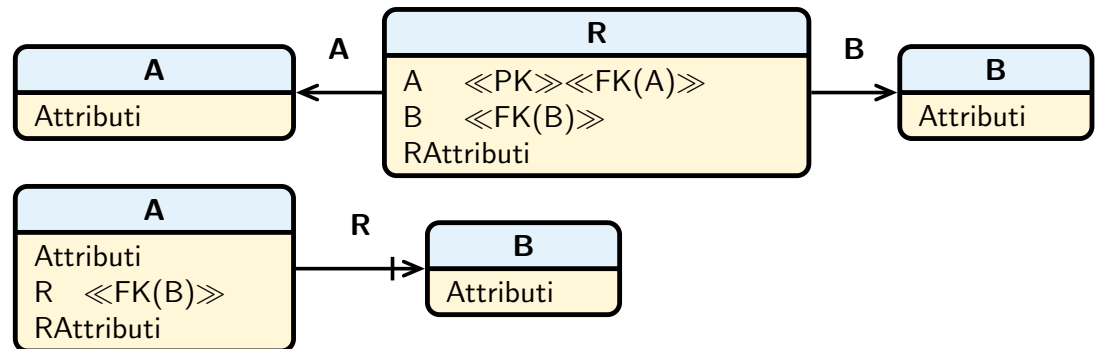 R
A
B
A
B
A ≪PK≫≪FK(A)≫
Attributi
Attributi
B ≪FK(B)≫
RAttributi
A
R
B
Attributi
R ≪FK(B)≫
Attributi
RAttributi